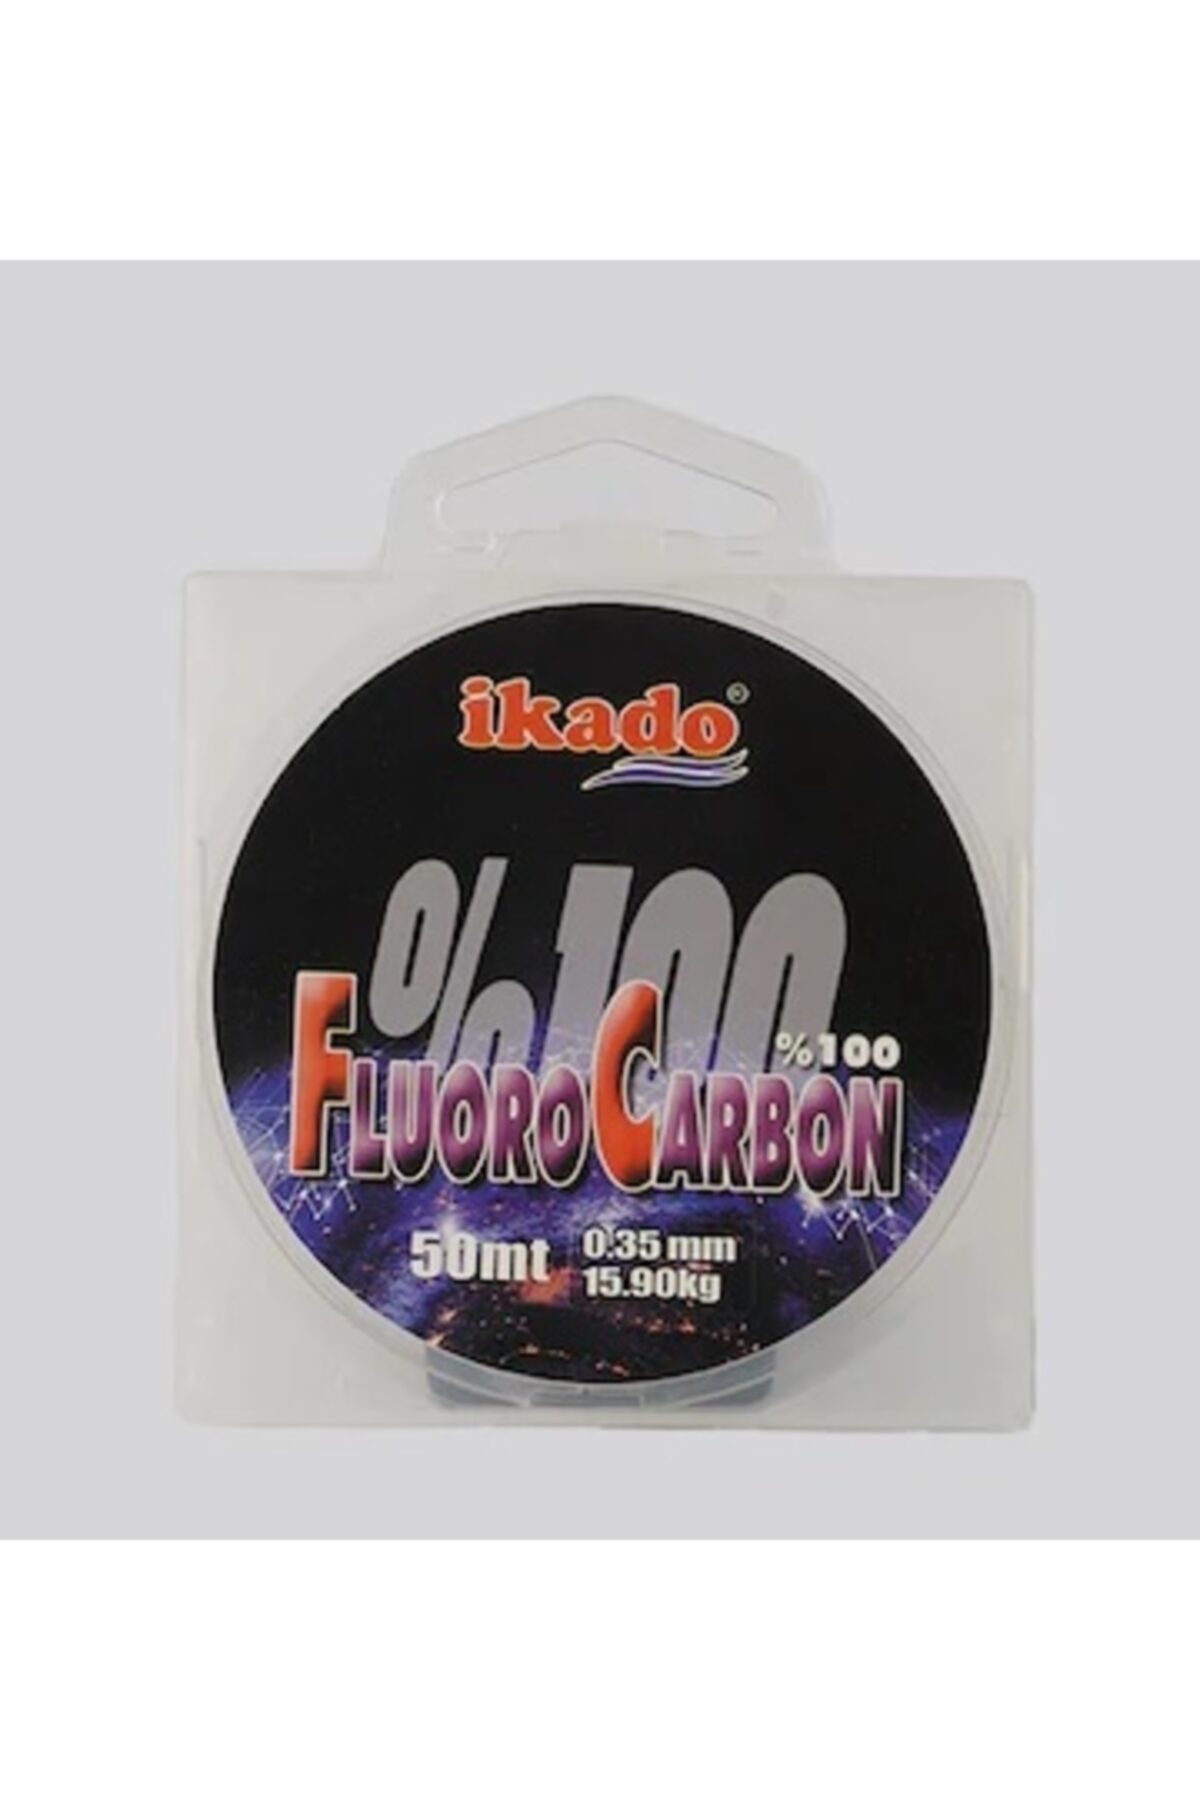 ikado®
%100
%100
FLUOROCARBON
50mt 0.35 mm
15.90kg